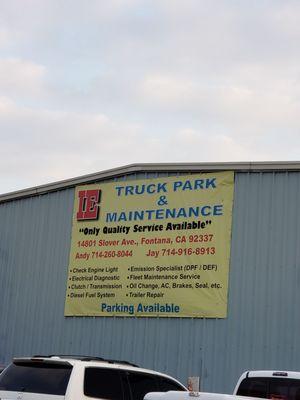 IE
TRUCK PARK
&
MAINTENANCE
"Only Quality Service Available"
14801 Slover Ave., Fontana, CA 92337
Andy 714-260-8044 Jay 714-916-8913
• Check Engine Light • Emission Specialist (DPF / DEF)
• Electrical Diagnostic • Fleet Maintenance Service
• Clutch / Transmission • Oil Change, AC, Brakes, Seal, etc.
• Diesel Fuel System • Trailer Repair
Parking Available